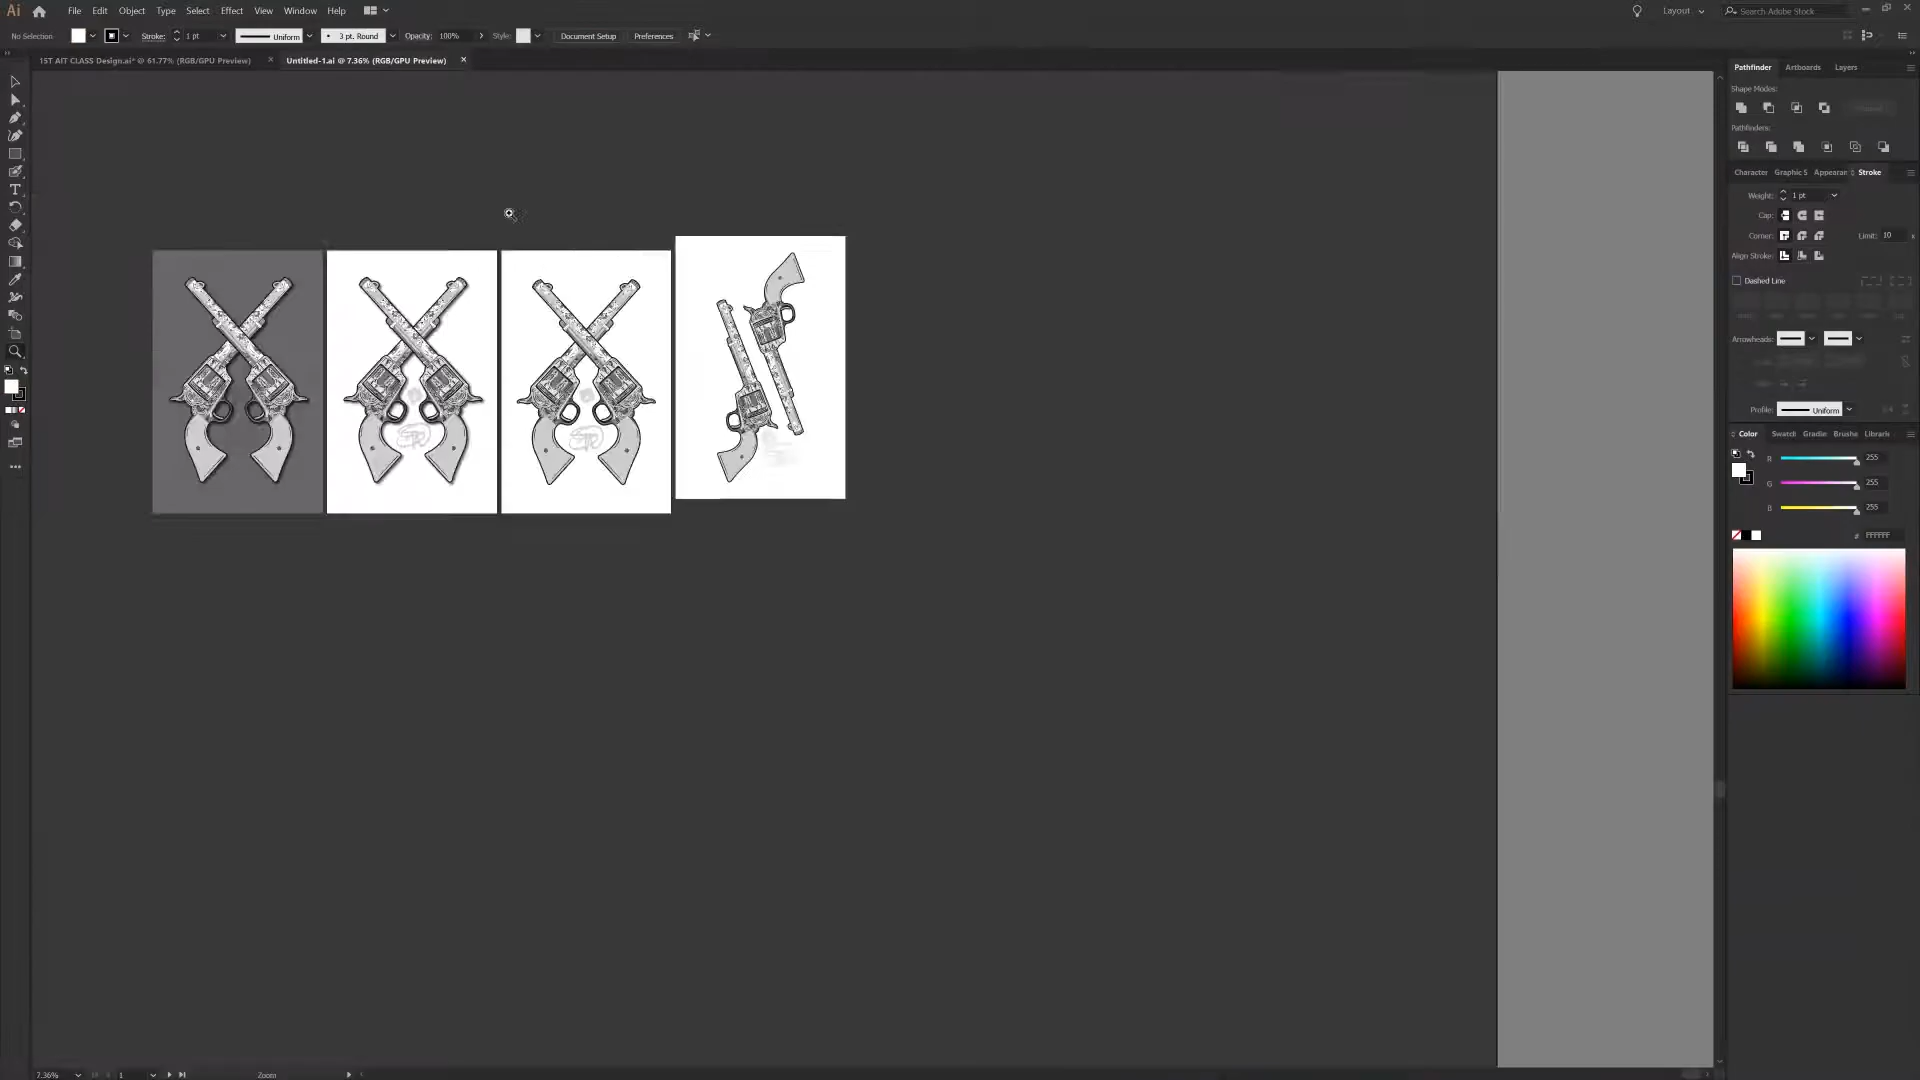 Ai File Edit Object Type Select Effect View Window Help Layout Search Adobe Stock
No Selection Stroke: 1 pt Uniform 3 pt. Round Opacity: 100% Style: Document Setup Preferences
1ST AIT CLASS Design.ai* @ 61.77% (RGB/GPU Preview) × Untitled-1.ai @ 7.36% (RGB/GPU Preview) ×
Pathfinder Artboards Layers
Shape Modes:
Pathfinders:
Character Graphic S Appearan Stroke
Weight: 1 pt
Cap:
Corner: Limit: 10
Align Stroke:
Dashed Line
Arrowheads:
Profile: Uniform
Color Swatch Gradie Brushe Librarie
R 255
G 255
B 255
# FFFFFF
7.36% 1 Zoom